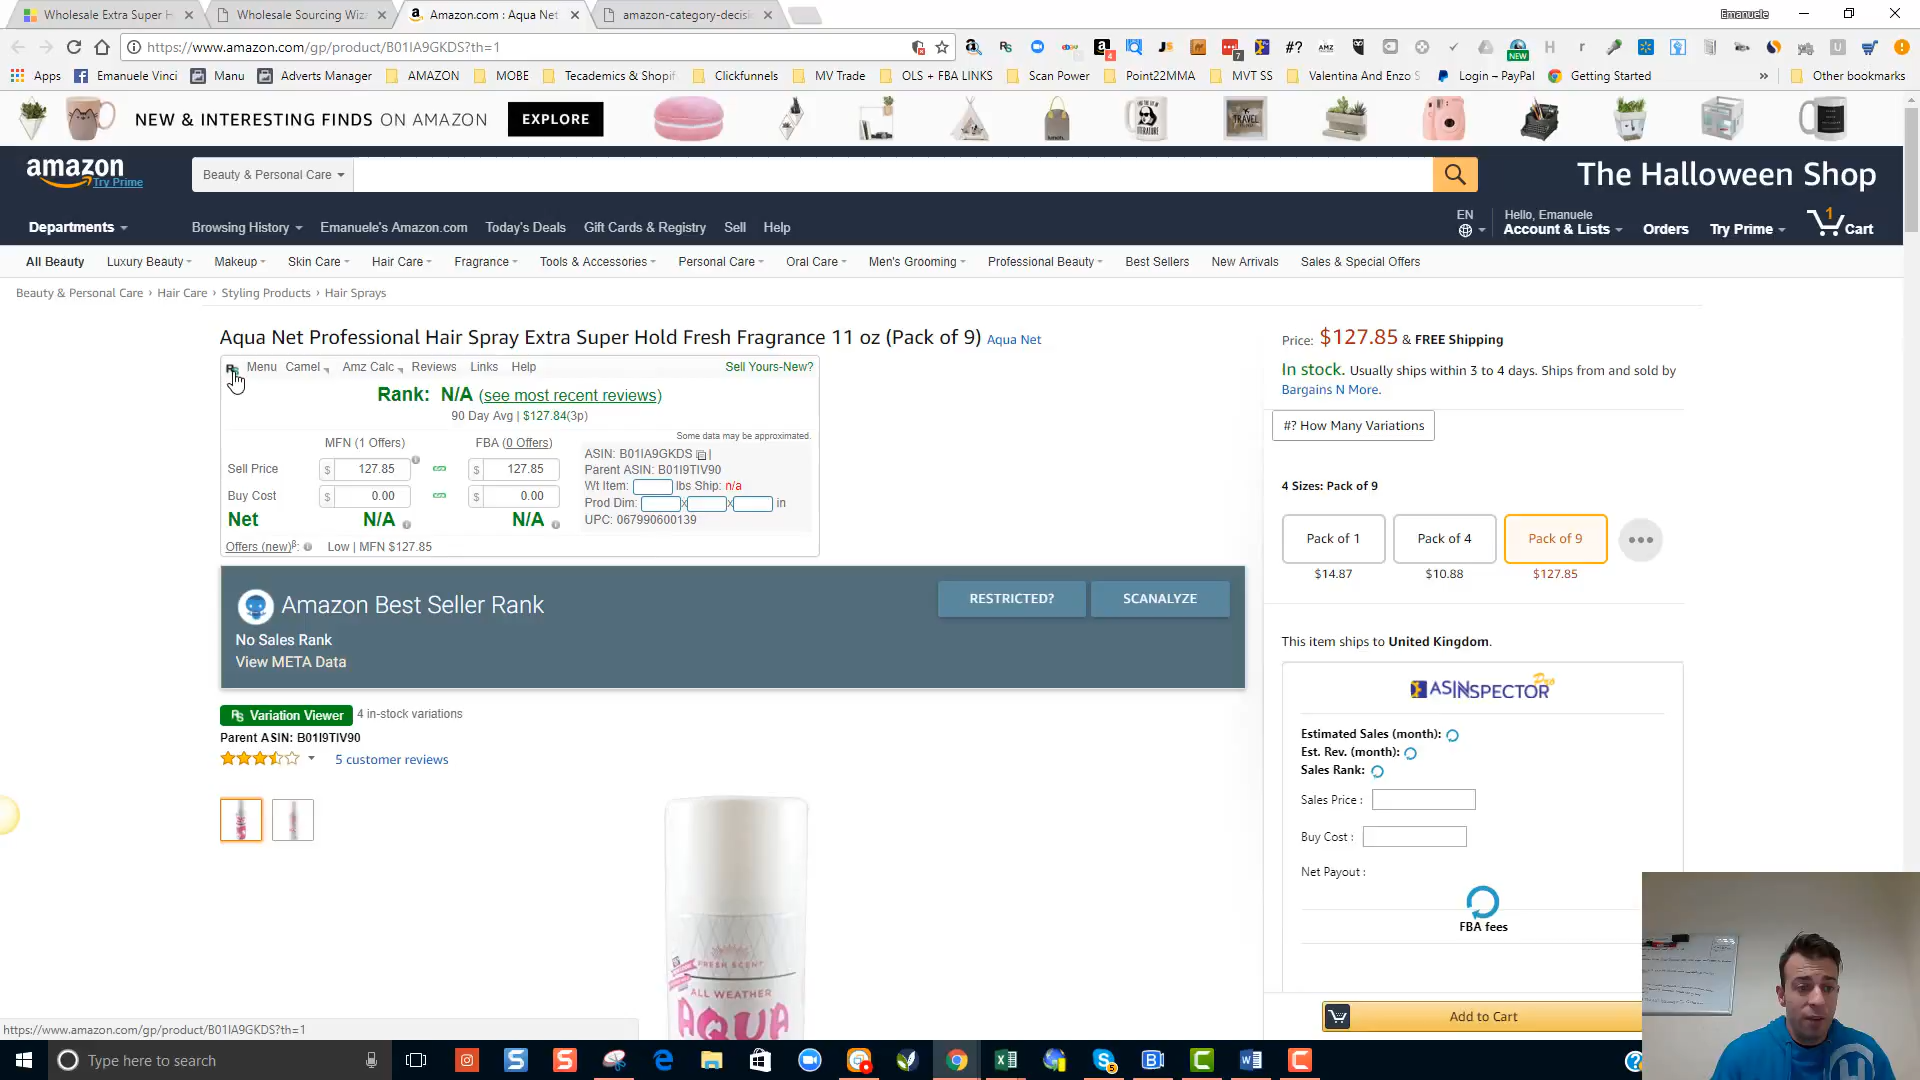 Wholesale Extra Super H
Wholesale Sourcing Wiz
Amazon.com : Aqua Net
amazon-category-decisi
Emanuele
https://www.amazon.com/gp/product/B01IA9GKDS?th=1
Apps
Emanuele Vinci
Manu
Adverts Manager
AMAZON
MOBE
Tecademics & Shopif
Clickfunnels
MV Trade
OLS + FBA LINKS
Scan Power
Point22MMA
MVT SS
Valentina And Enzo S
Login – PayPal
Getting Started
Other bookmarks
NEW & INTERESTING FINDS ON AMAZON
EXPLORE
amazon
Try Prime
Beauty & Personal Care
The Halloween Shop
Departments
Browsing History
Emanuele's Amazon.com
Today's Deals
Gift Cards & Registry
Sell
Help
EN
Hello, Emanuele
Account & Lists
Orders
Try Prime
1
Cart
All Beauty
Luxury Beauty
Makeup
Skin Care
Hair Care
Fragrance
Tools & Accessories
Personal Care
Oral Care
Men's Grooming
Professional Beauty
Best Sellers
New Arrivals
Sales & Special Offers
Beauty & Personal Care › Hair Care › Styling Products › Hair Sprays
Aqua Net Professional Hair Spray Extra Super Hold Fresh Fragrance 11 oz (Pack of 9) Aqua Net
Menu
Camel
Amz Calc
Reviews
Links
Help
Sell Yours-New?
Rank: N/A (see most recent reviews)
90 Day Avg | $127.84(3p)
Some data may be approximated.
MFN (1 Offers)
FBA (0 Offers)
Sell Price
$ 127.85
$ 127.85
Buy Cost
$ 0.00
$ 0.00
Net
N/A
N/A
ASIN: B01IA9GKDS |
Parent ASIN: B01I9TIV90
Wt Item: lbs Ship: n/a
Prod Dim: x x in
UPC: 067990600139
Offers (new)β: Low | MFN $127.85
Amazon Best Seller Rank
RESTRICTED?
SCANALYZE
No Sales Rank
View META Data
Variation Viewer
4 in-stock variations
Parent ASIN: B01I9TIV90
5 customer reviews
FRESH SCENT
ALL WEATHER
AQUA
Price: $127.85 & FREE Shipping
In stock. Usually ships within 3 to 4 days. Ships from and sold by
Bargains N More.
#? How Many Variations
4 Sizes: Pack of 9
Pack of 1
Pack of 4
Pack of 9
$14.87
$10.88
$127.85
This item ships to United Kingdom.
ASINSPECTOR Pro
Estimated Sales (month):
Est. Rev. (month):
Sales Rank:
Sales Price :
Buy Cost :
Net Payout :
FBA fees
Add to Cart
https://www.amazon.com/gp/product/B01IA9GKDS?th=1
Type here to search